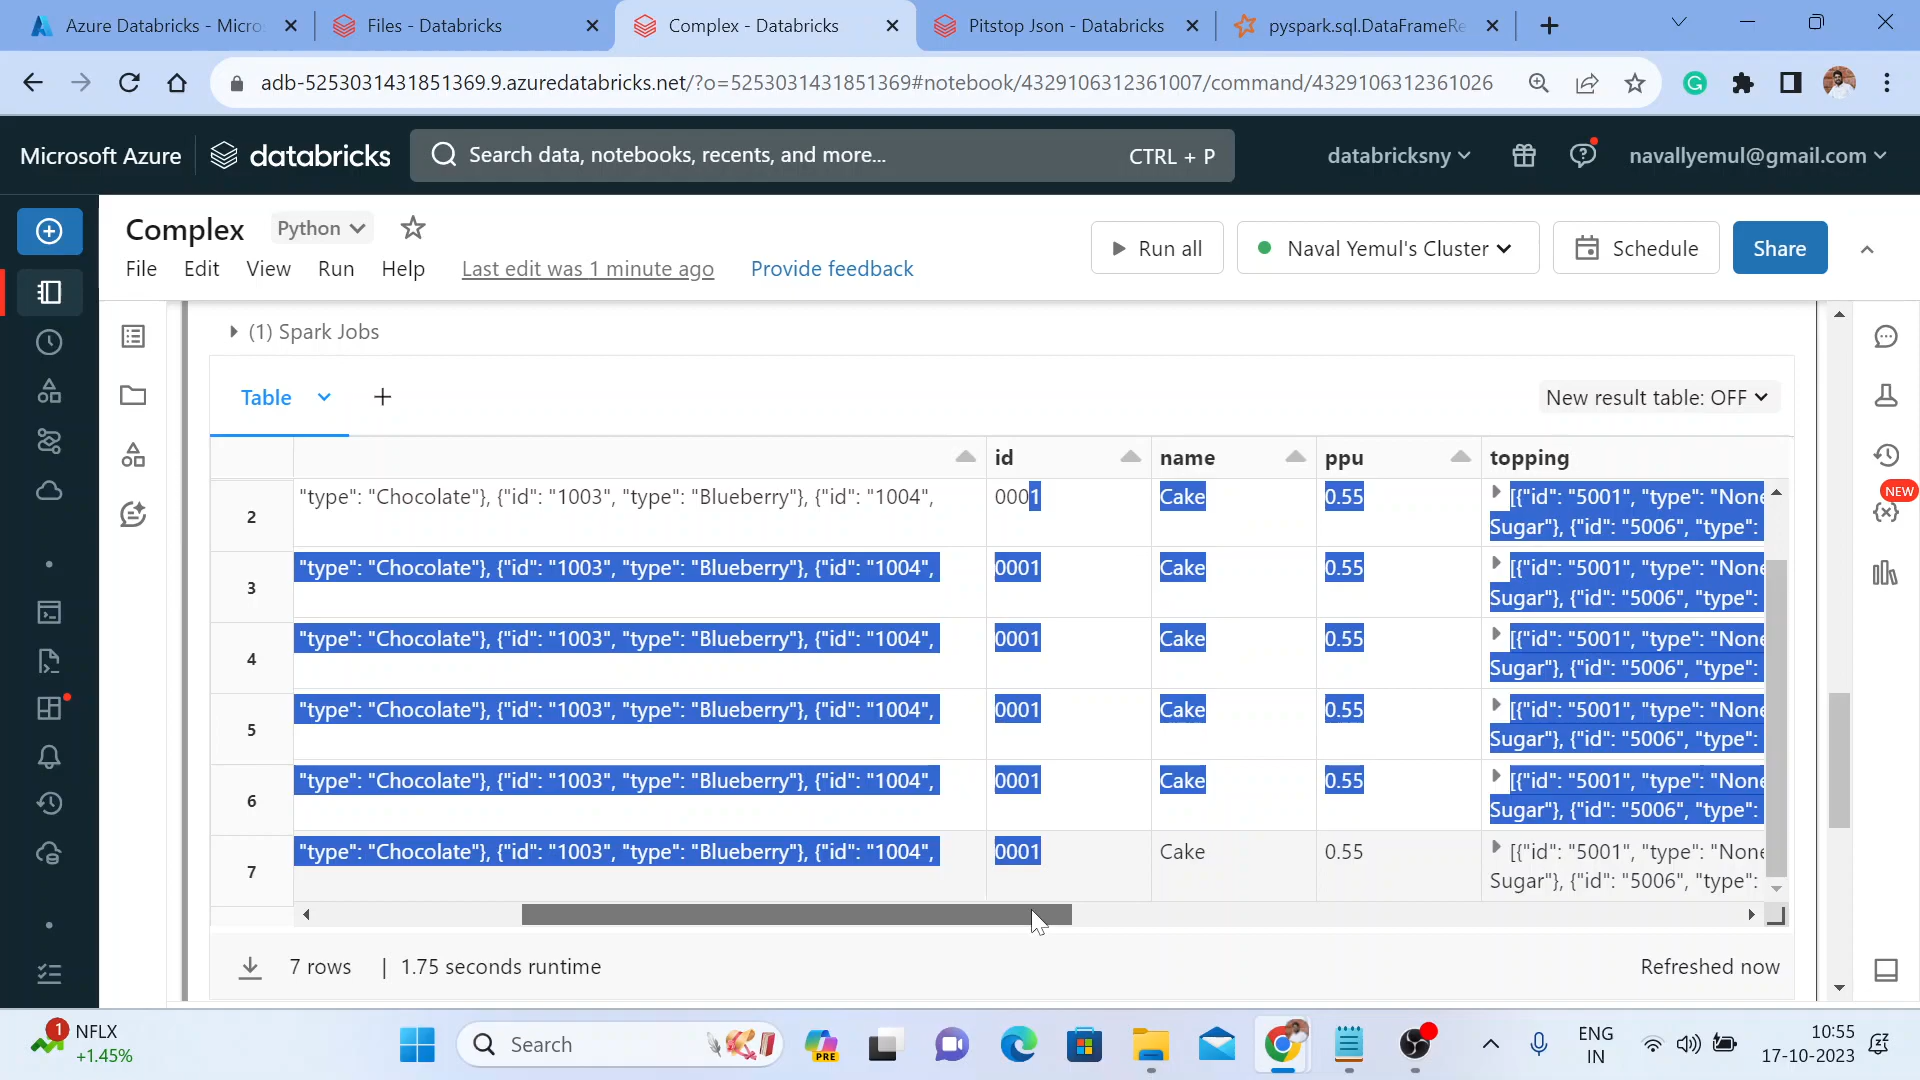 Azure Databricks - Micro
Files - Databricks
Complex - Databricks
Pitstop Json - Databricks
pyspark.sql.DataFrameRe
adb-5253031431851369.9.azuredatabricks.net/?o=5253031431851369#notebook/4329106312361007/command/4329106312361026
Microsoft Azure
databricks
Search data, notebooks, recents, and more...
CTRL + P
databricksny
navallyemul@gmail.com
Complex
Python
File
Edit
View
Run
Help
Last edit was 1 minute ago
Provide feedback
Run all
Naval Yemul's Cluster
Schedule
Share
(1) Spark Jobs
Table
New result table: OFF
id name ppu topping
2 "type": "Chocolate"}, {"id": "1003", "type": "Blueberry"}, {"id": "1004", 0001 Cake 0.55 [{"id": "5001", "type": "None
Sugar"}, {"id": "5006", "type":
3 "type": "Chocolate"}, {"id": "1003", "type": "Blueberry"}, {"id": "1004", 0001 Cake 0.55 [{"id": "5001", "type": "None
Sugar"}, {"id": "5006", "type":
4 "type": "Chocolate"}, {"id": "1003", "type": "Blueberry"}, {"id": "1004", 0001 Cake 0.55 [{"id": "5001", "type": "None
Sugar"}, {"id": "5006", "type":
5 "type": "Chocolate"}, {"id": "1003", "type": "Blueberry"}, {"id": "1004", 0001 Cake 0.55 [{"id": "5001", "type": "None
Sugar"}, {"id": "5006", "type":
6 "type": "Chocolate"}, {"id": "1003", "type": "Blueberry"}, {"id": "1004", 0001 Cake 0.55 [{"id": "5001", "type": "None
Sugar"}, {"id": "5006", "type":
7 "type": "Chocolate"}, {"id": "1003", "type": "Blueberry"}, {"id": "1004", 0001 Cake 0.55 [{"id": "5001", "type": "None
Sugar"}, {"id": "5006", "type":
7 rows | 1.75 seconds runtime
Refreshed now
NEW
1
NFLX
+1.45%
Search
PRE
ENG
IN
10:55
17-10-2023